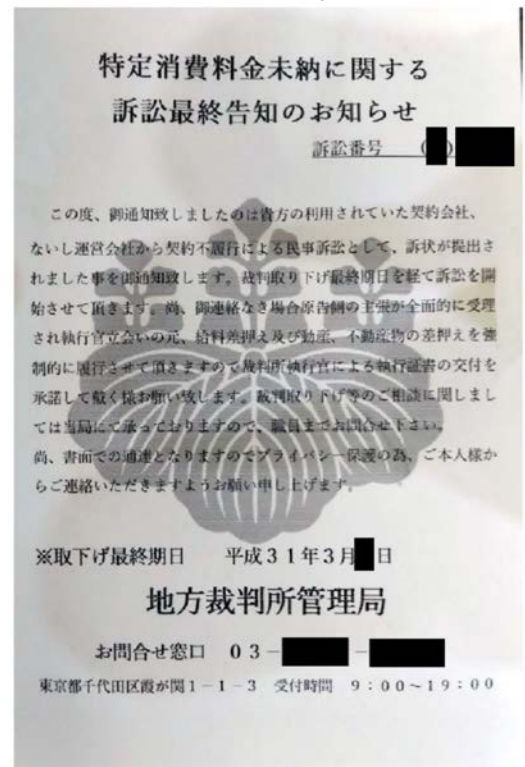 特定消費料金未納に関する
訴訟最終告知のお知らせ
訴訟番号 ( )
この度、御通知致しましたのは貴方の利用されていた契約会社、
ないし運営会社から契約不履行による民事訴訟として、訴状が提出さ
れました事を御通知致します。裁判取り下げ最終期日を経て訴訟を開
始させて頂きます。尚、御連絡なき場合原告側の主張が全面的に受理
され執行官立会いの元、給料差押え及び動産、不動産物の差押えを強
制的に履行させて頂きますので裁判所執行官による執行証書の交付を
承諾して戴く様お願い致します。裁判取り下げ等のご相談に関しまし
ては当局にて承っておりますので、職員までお問合せ下さい。
尚、書面での通達となりますのでプライバシー保護の為、ご本人様か
らご連絡いただきますようお願い申し上げます。
※取下げ最終期日 平成31年3月 日
地方裁判所管理局
お問合せ窓口 03- -
東京都千代田区霞が関1-1-3 受付時間 9:00~19:00